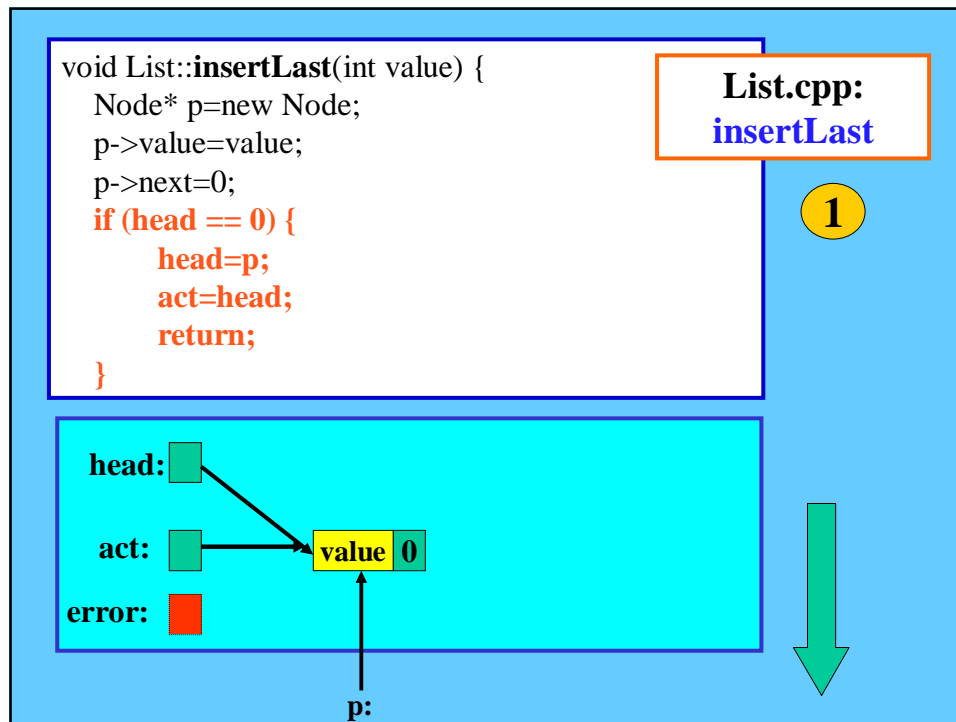 void List::insertLast(int value) {
Node* p=new Node;
p->value=value;
p->next=0;
if (head == 0) {
head=p;
act=head;
return;
}
List.cpp:
insertLast
1
head:
act:
value 0
error:
p: